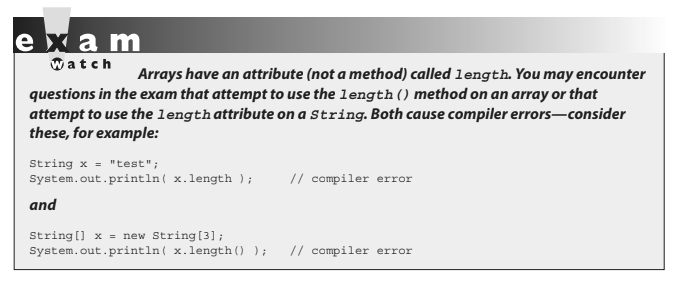 exam
Watch
Arrays have an attribute (not a method) called length. You may encounter
questions in the exam that attempt to use the length() method on an array or that
attempt to use the length attribute on a String. Both cause compiler errors—consider
these, for example:
String x = "test";
System.out.println( x.length );     // compiler error
and
String[] x = new String[3];
System.out.println( x.length() );   // compiler error